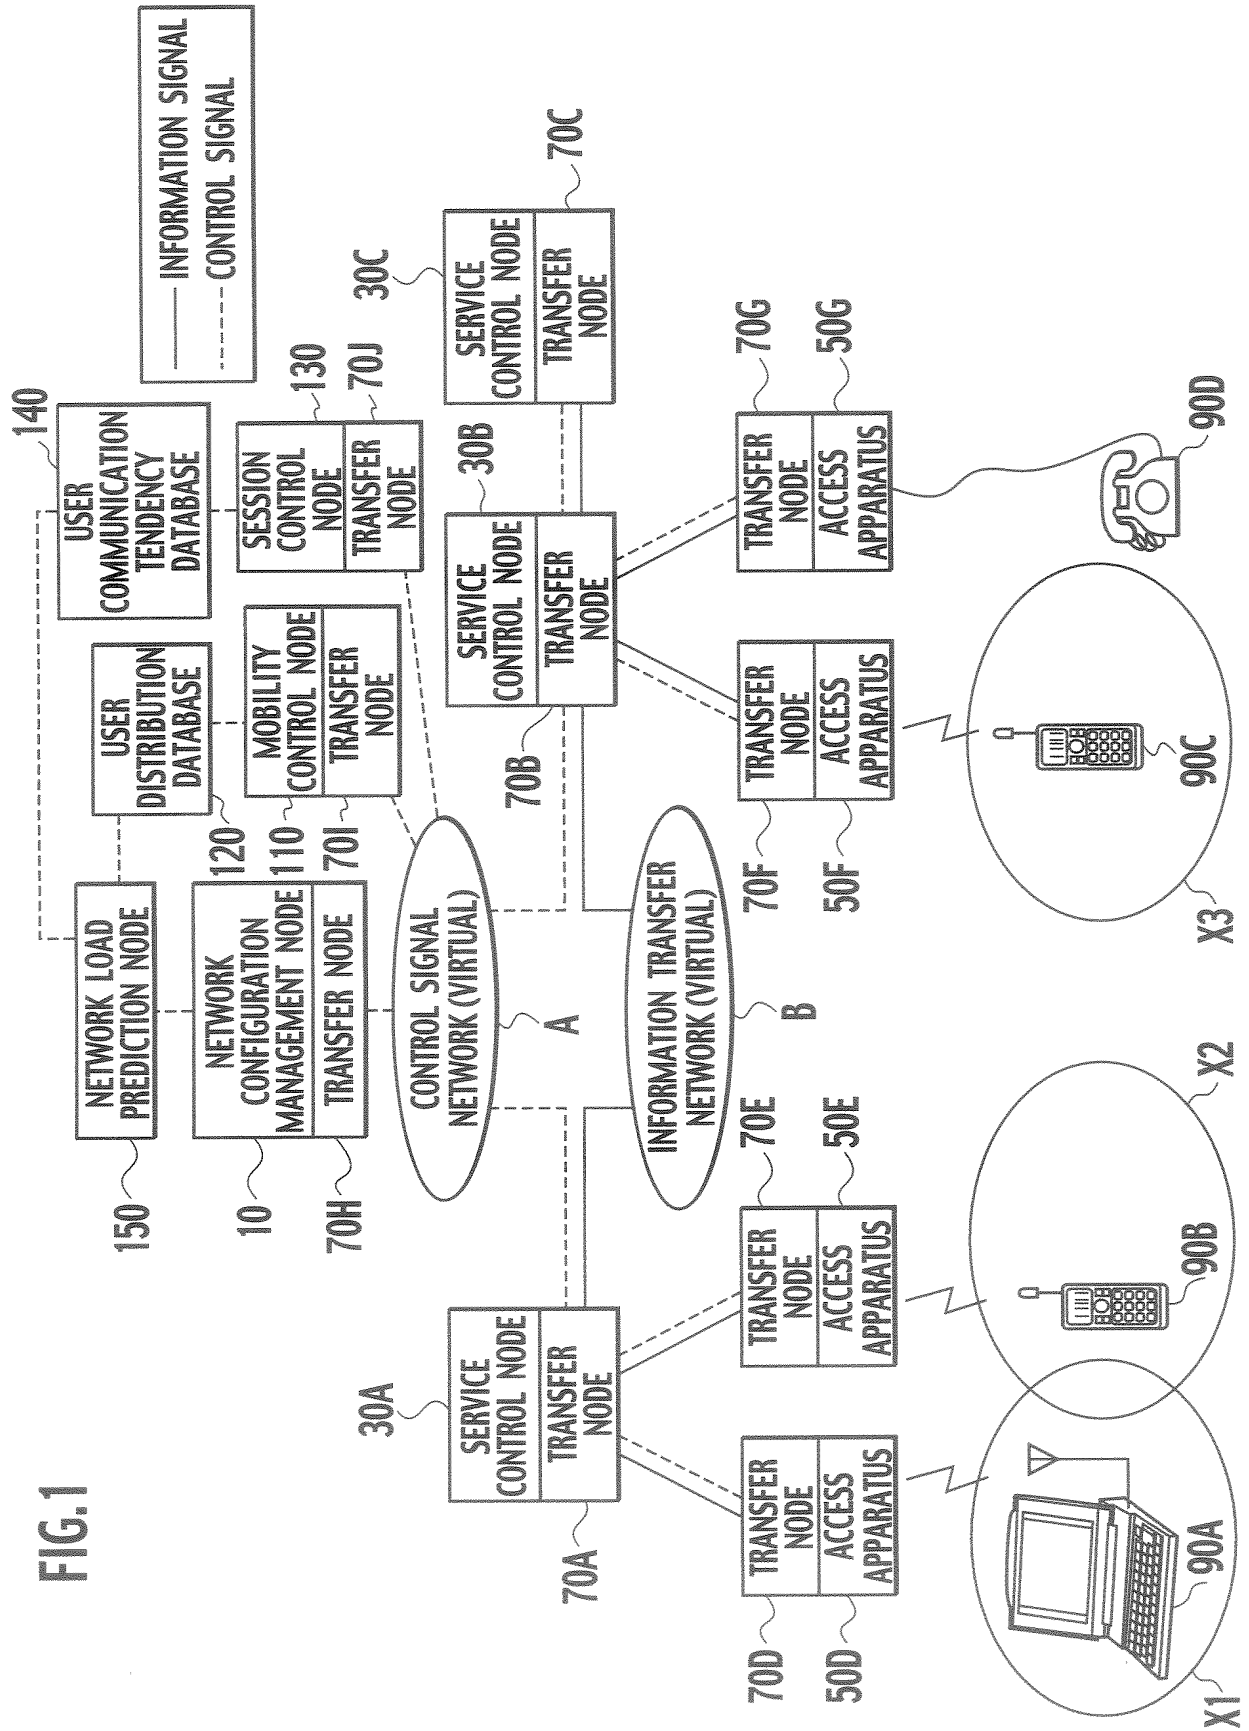 FIG.1
INFORMATION SIGNAL
CONTROL SIGNAL
140
USER
COMMUNICATION
TENDENCY
DATABASE
150
NETWORK LOAD
PREDICTION NODE
USER
DISTRIBUTION
DATABASE
120
SESSION
CONTROL
NODE
130
TRANSFER
NODE
70J
10
NETWORK
CONFIGURATION
MANAGEMENT NODE
70H
TRANSFER NODE
110
MOBILITY
CONTROL NODE
70I
TRANSFER
NODE
CONTROL SIGNAL
NETWORK (VIRTUAL)
A
30A
SERVICE
CONTROL NODE
70A
TRANSFER
NODE
30B
SERVICE
CONTROL NODE
70B
TRANSFER
NODE
30C
SERVICE
CONTROL NODE
70C
TRANSFER
NODE
INFORMATION TRANSFER
NETWORK (VIRTUAL)
B
70D
TRANSFER
NODE
50D
ACCESS
APPARATUS
70E
TRANSFER
NODE
50E
ACCESS
APPARATUS
70F
TRANSFER
NODE
50F
ACCESS
APPARATUS
70G
TRANSFER
NODE
50G
ACCESS
APPARATUS
90A
90B
90C
90D
X1
X2
X3